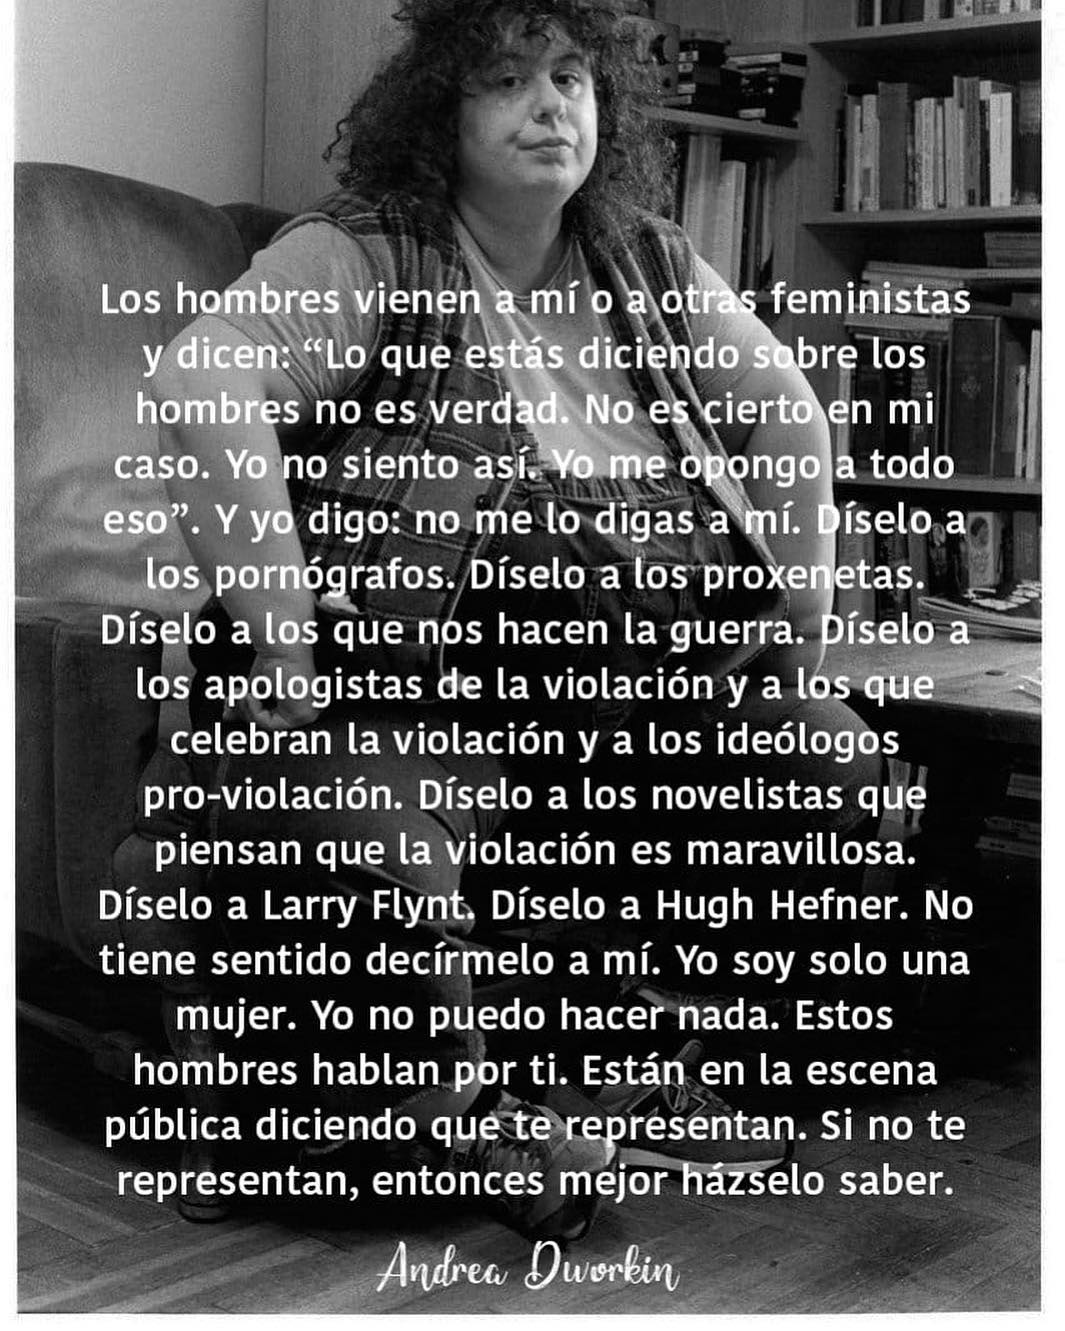 Los hombres vienen a mí o a otras feministas
y dicen: “Lo que estás diciendo sobre los
hombres no es verdad. No es cierto en mi
caso. Yo no siento así. Yo me opongo a todo
eso”. Y yo digo: no me lo digas a mí. Díselo a
los pornógrafos. Díselo a los proxenetas.
Díselo a los que nos hacen la guerra. Díselo a
los apologistas de la violación y a los que
celebran la violación y a los ideólogos
pro-violación. Díselo a los novelistas que
piensan que la violación es maravillosa.
Díselo a Larry Flynt. Díselo a Hugh Hefner. No
tiene sentido decírmelo a mí. Yo soy solo una
mujer. Yo no puedo hacer nada. Estos
hombres hablan por ti. Están en la escena
pública diciendo que te representan. Si no te
representan, entonces mejor házselo saber.
Andrea Dworkin